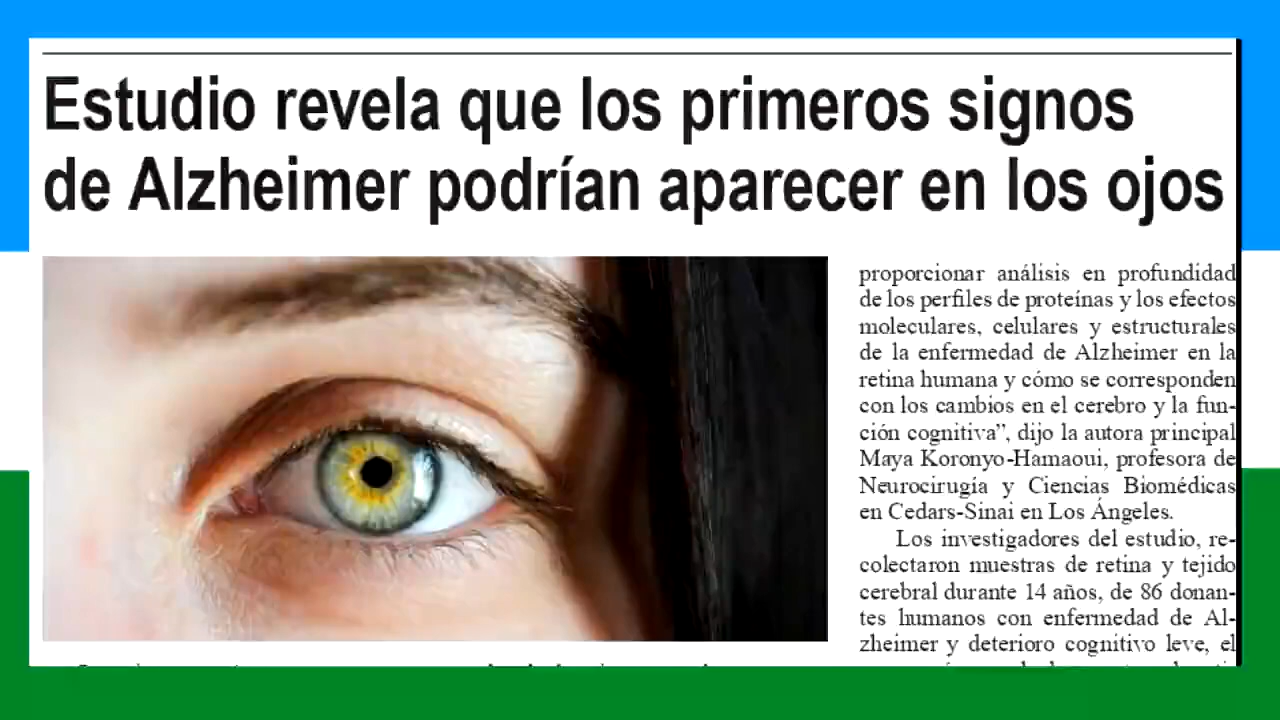 Estudio revela que los primeros signos
de Alzheimer podrían aparecer en los ojos
proporcionar análisis en profundidad
de los perfiles de proteínas y los efectos
moleculares, celulares y estructurales
de la enfermedad de Alzheimer en la
retina humana y cómo se corresponden
con los cambios en el cerebro y la fun-
ción cognitiva”, dijo la autora principal
Maya Koronyo-Hamaoui, profesora de
Neurocirugía y Ciencias Biomédicas
en Cedars-Sinai en Los Ángeles.
Los investigadores del estudio, re-
colectaron muestras de retina y tejido
cerebral durante 14 años, de 86 donan-
tes humanos con enfermedad de Al-
zheimer y deterioro cognitivo leve, el